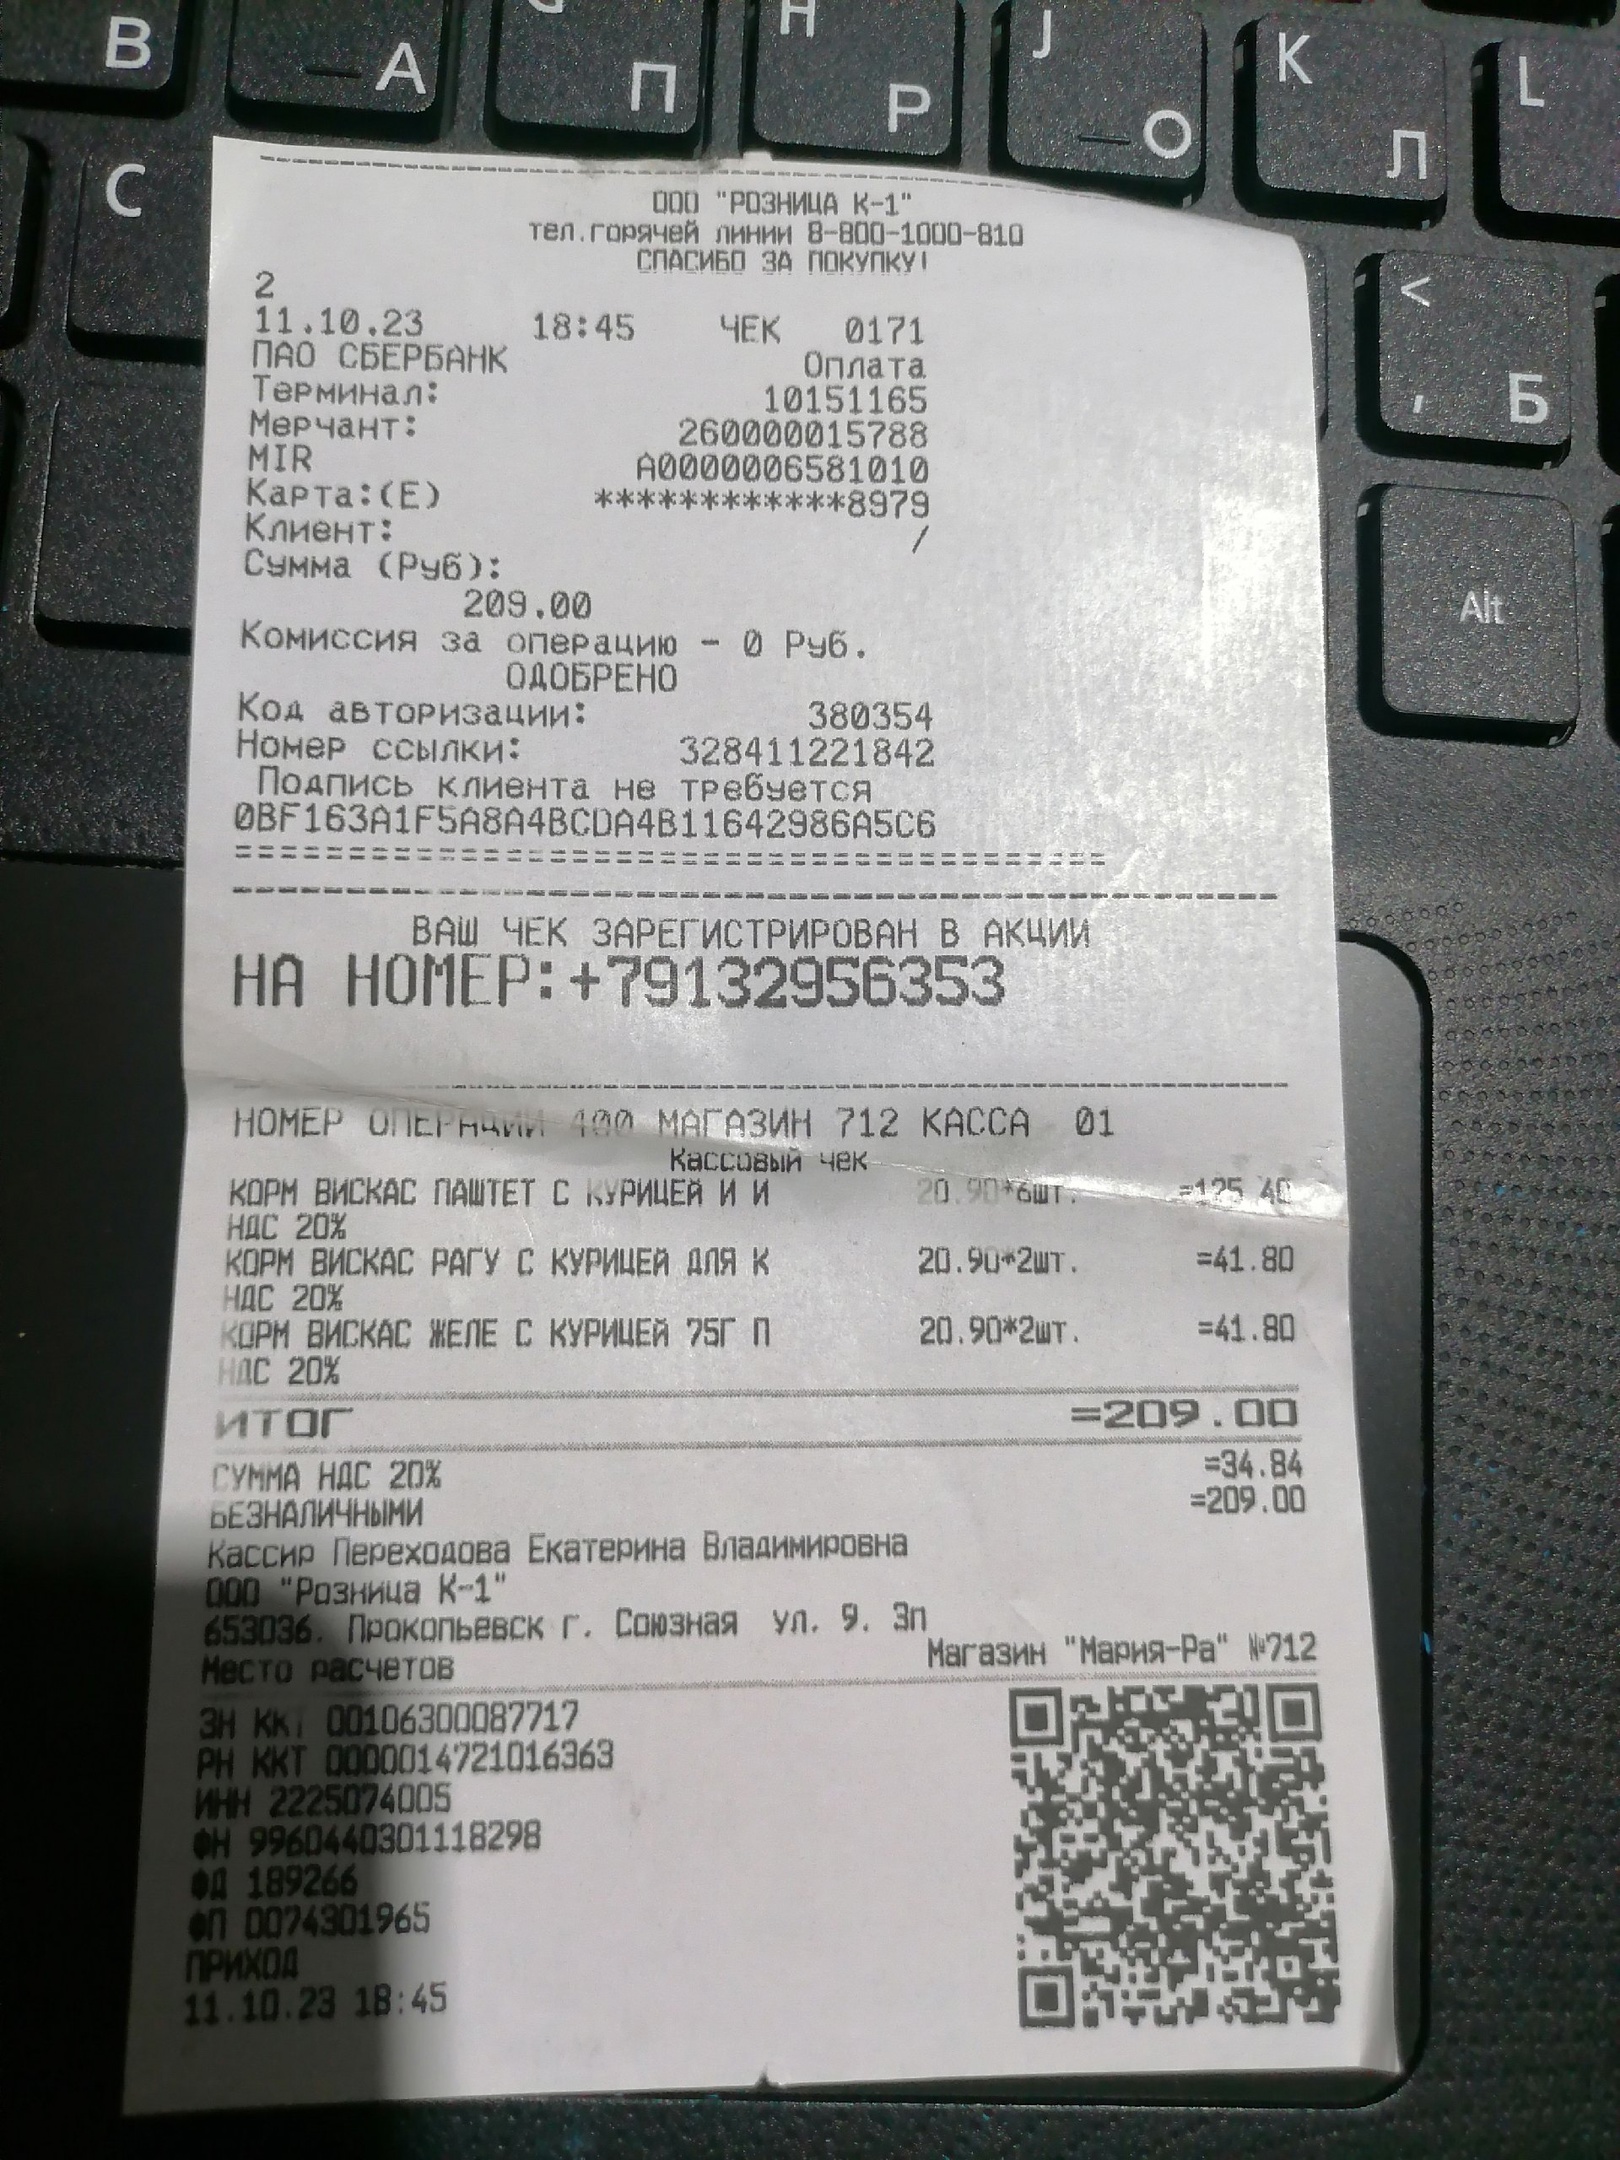 В
А
П
Н
Р
J
О
К
Л
L
С
<
,
Б
Alt
ООО "РОЗНИЦА К-1"
тел.горячей линии 8-800-1000-810
СПАСИБО ЗА ПОКУПКУ!
2
11.10.23 18:45 ЧЕК 0171
ПАО СБЕРБАНК Оплата
Терминал: 10151165
Мерчант: 260000015788
MIR A0000006581010
Карта:(E) ************8979
Клиент: /
Сумма (Руб):
209.00
Комиссия за операцию - 0 Руб.
ОДОБРЕНО
Код авторизации: 380354
Номер ссылки: 328411221842
Подпись клиента не требуется
0BF163A1F5A8A4BCDA4B11642986A5C6
ВАШ ЧЕК ЗАРЕГИСТРИРОВАН В АКЦИИ
НА НОМЕР:+79132956353
НОМЕР ОПЕРАЦИИ 400 МАГАЗИН 712 КАССА 01
Кассовый чек
КОРМ ВИСКАС ПАШТЕТ С КУРИЦЕЙ И И 20.90*6шт. =125.40
НДС 20%
КОРМ ВИСКАС РАГУ С КУРИЦЕЙ ДЛЯ К 20.90*2шт. =41.80
НДС 20%
КОРМ ВИСКАС ЖЕЛЕ С КУРИЦЕЙ 75Г П 20.90*2шт. =41.80
НДС 20%
ИТОГ =209.00
СУММА НДС 20% =34.84
БЕЗНАЛИЧНЫМИ =209.00
Кассир Переходова Екатерина Владимировна
ООО "Розница К-1"
653036. Прокопьевск г. Союзная ул. 9. 3п
Место расчетов Магазин "Мария-Ра" №712
ЗН ККТ 00106300087717
РН ККТ 0000014721016363
ИНН 2225074005
ФН 9960440301118298
ФД 189266
ФП 0074301965
ПРИХОД
11.10.23 18:45